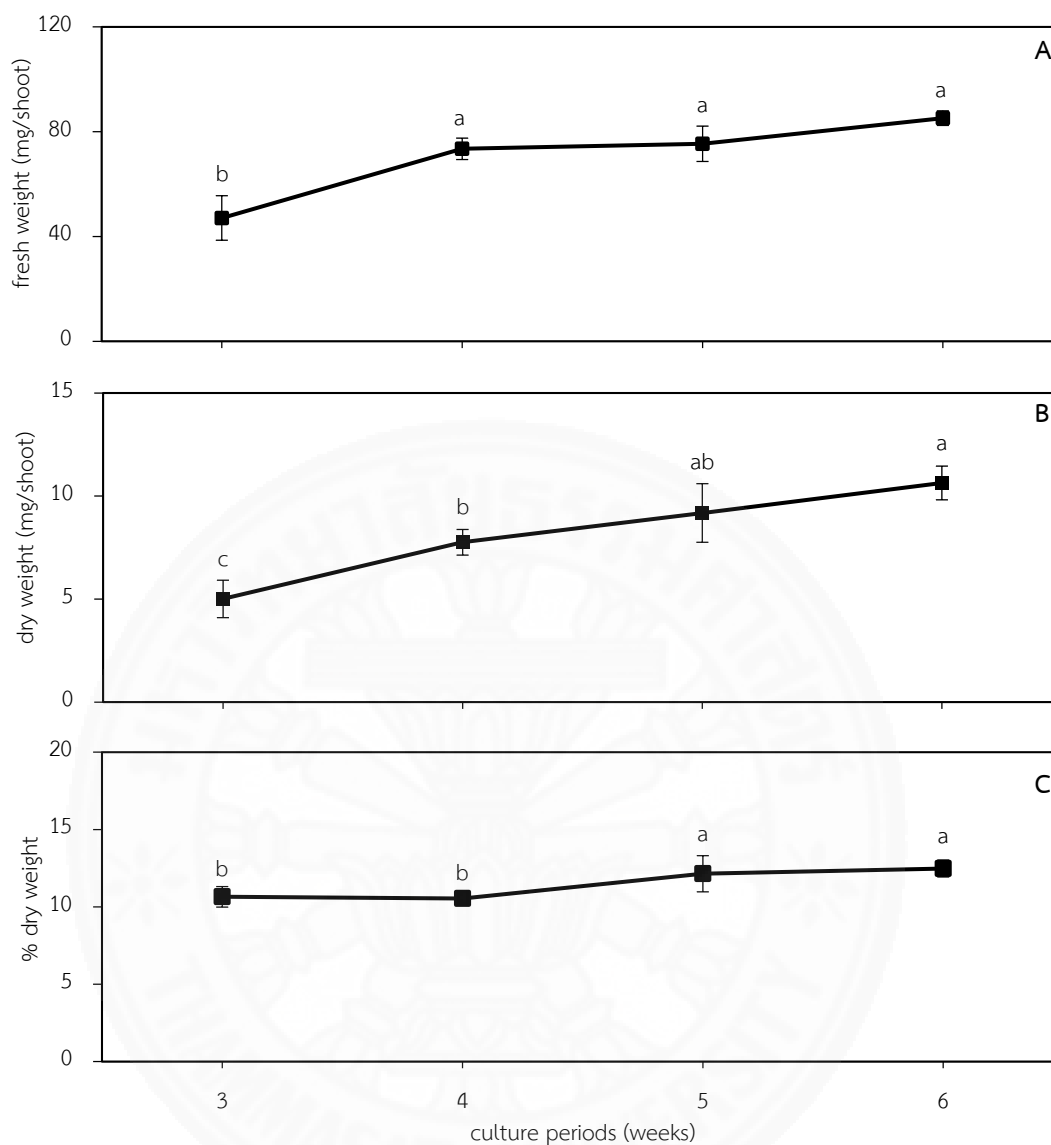 120
A
a
a
a
80
b
fresh weight (mg/shoot)
40
0
15
B
a
ab
10
b
dry weight (mg/shoot)
c
5
0
20
C
15
a
a
b
b
10
% dry weight
5
0
3 4 5 6
culture periods (weeks)